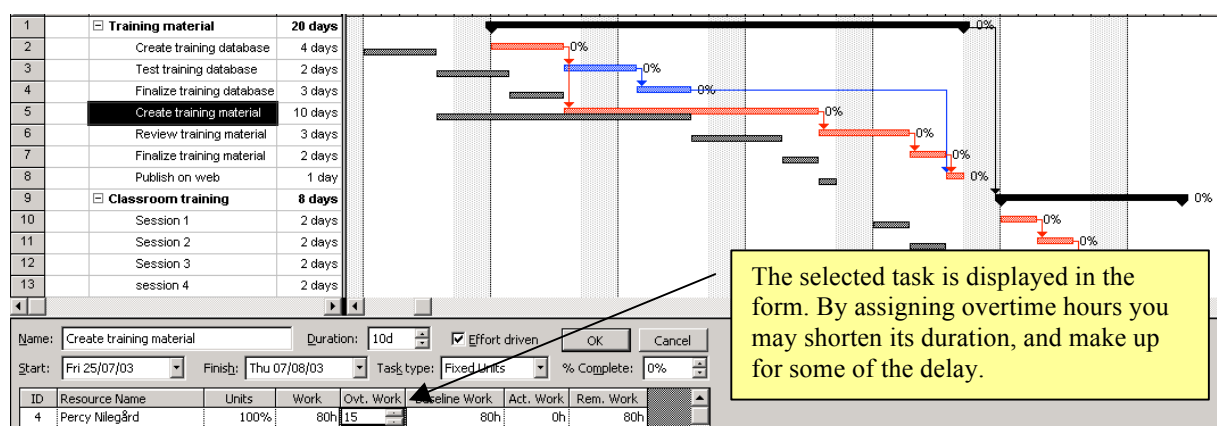 1 Training material 20 days 0%
2 Create training database 4 days 0%
3 Test training database 2 days 0%
4 Finalize training database 3 days 0%
5 Create training material 10 days 0%
6 Review training material 3 days 0%
7 Finalize training material 2 days 0%
8 Publish on web 1 day 0%
9 Classroom training 8 days 0%
10 Session 1 2 days 0%
11 Session 2 2 days 0%
12 Session 3 2 days
13 session 4 2 days
The selected task is displayed in the
form. By assigning overtime hours you
may shorten its duration, and make up
for some of the delay.
Name: Create training material Duration: 10d Effort driven OK Cancel
Start: Fri 25/07/03 Finish: Thu 07/08/03 Task type: Fixed Units % Complete: 0%
ID Resource Name Units Work Ovt. Work Baseline Work Act. Work Rem. Work
4 Percy Nilegård 100% 80h 15 80h 0h 80h